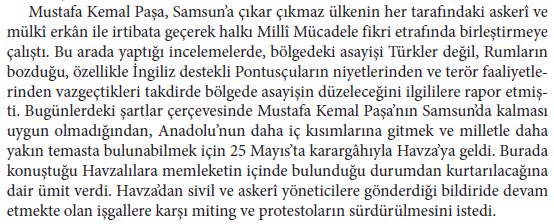 Mustafa Kemal Paşa, Samsun’a çıkar çıkmaz ülkenin her tarafındaki askerî ve
mülkî erkân ile irtibata geçerek halkı Millî Mücadele fikri etrafında birleştirmeye
çalıştı. Bu arada yaptığı incelemelerde, bölgedeki asayişi Türkler değil, Rumların
bozduğu, özellikle İngiliz destekli Pontusçuların niyetlerinden ve terör faaliyetle-
rinden vazgeçtikleri takdirde bölgede asayişin düzeleceğini ilgililere rapor etmiş-
ti. Bugünlerdeki şartlar çerçevesinde Mustafa Kemal Paşa’nın Samsun’da kalması
uygun olmadığından, Anadolu’nun daha iç kısımlarına gitmek ve milletle daha
yakın temasta bulunabilmek için 25 Mayıs’ta karargâhıyla Havza’ya geldi. Burada
konuştuğu Havzalılara memleketin içinde bulunduğu durumdan kurtarılacağına
dair ümit verdi. Havza’dan sivil ve askerî yöneticilere gönderdiği bildiride devam
etmekte olan işgallere karşı miting ve protestoların sürdürülmesini istedi.